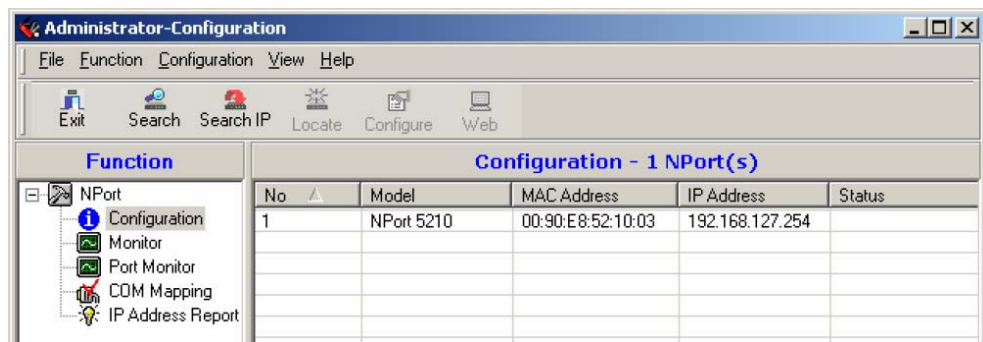 Administrator-Configuration
File Function Configuration View Help
Exit Search Search IP Locate Configure Web
Function
Configuration - 1 NPort(s)
NPort
Configuration
Monitor
Port Monitor
COM Mapping
IP Address Report
No Model MAC Address IP Address Status
1 NPort 5210 00:90:E8:52:10:03 192.168.127.254